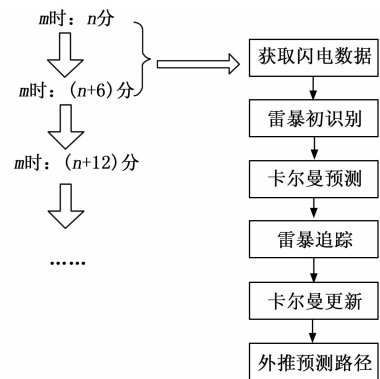 m时：n分
m时：(n+6)分
m时：(n+12)分
……
获取闪电数据
雷暴初识别
卡尔曼预测
雷暴追踪
卡尔曼更新
外推预测路径